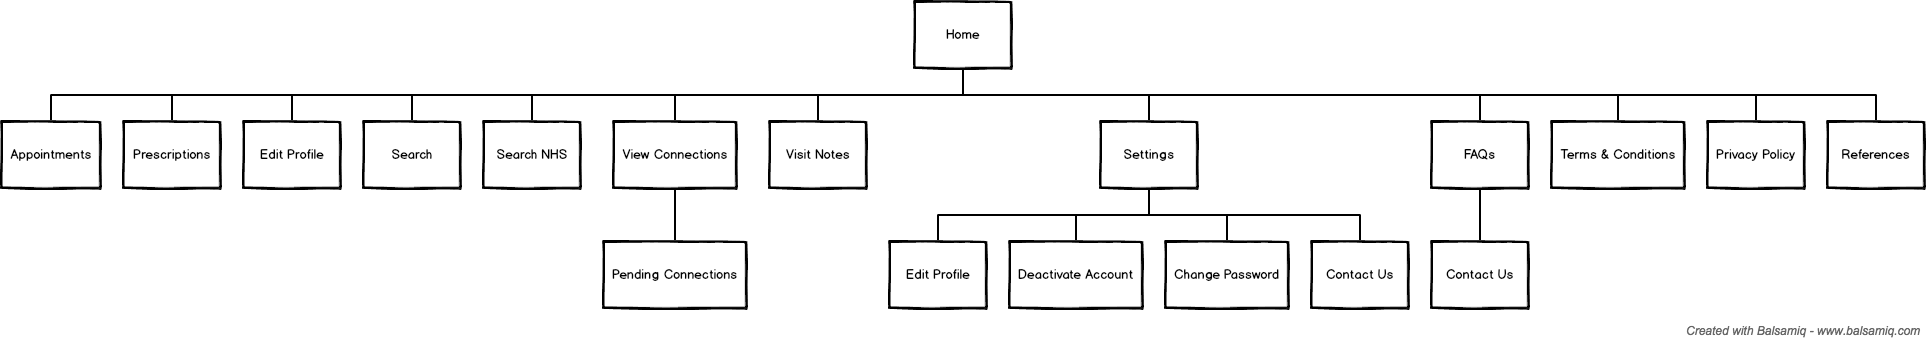 Home
Appointments
Prescriptions
Edit Profile
Search
Search NHS
View Connections
Visit Notes
Settings
FAQs
Terms & Conditions
Privacy Policy
References
Pending Connections
Edit Profile
Deactivate Account
Change Password
Contact Us
Contact Us
Created with Balsamiq - www.balsamiq.com